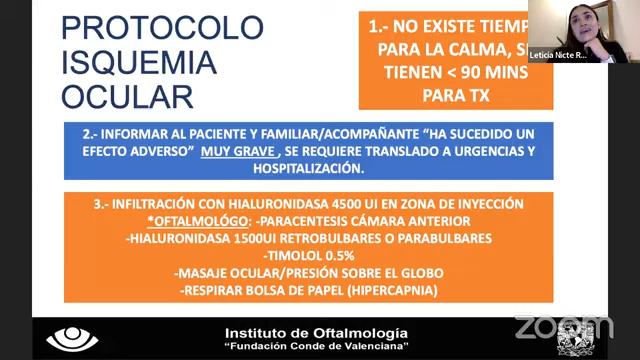 PROTOCOLO
ISQUEMIA
OCULAR
1.- NO EXISTE TIEMP
PARA LA CALMA, S
TIENEN < 90 MINS
PARA TX
Leticia Nicte R...
2.- INFORMAR AL PACIENTE Y FAMILIAR/ACOMPAÑANTE “HA SUCEDIDO UN
EFECTO ADVERSO” MUY GRAVE , SE REQUIERE TRANSLADO A URGENCIAS Y
HOSPITALIZACIÓN.
3.- INFILTRACIÓN CON HIALURONIDASA 4500 UI EN ZONA DE INYECCIÓN
*OFTALMOLÓGO: -PARACENTESIS CÁMARA ANTERIOR
-HIALURONIDASA 1500UI RETROBULBARES O PARABULBARES
-TIMOLOL 0.5%
-MASAJE OCULAR/PRESIÓN SOBRE EL GLOBO
-RESPIRAR BOLSA DE PAPEL (HIPERCAPNIA)
Instituto de Oftalmología
“Fundación Conde de Valenciana”
zoom